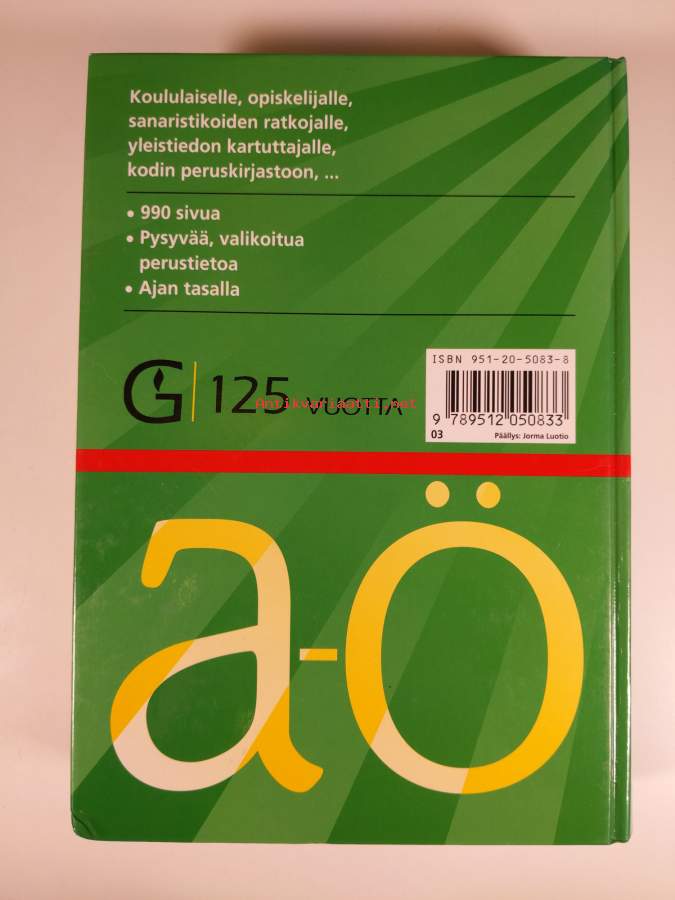 Koululaiselle, opiskelijalle,
sanaristikoiden ratkojalle,
yleistiedon kartuttajalle,
kodin peruskirjastoon, ...
• 990 sivua
• Pysyvää, valikoitua
perustietoa
• Ajan tasalla
ISBN 951-20-5083-8
9 789512 050833
03 Päällys: Jorma Luotio
G 125 VUOTTA
Antikvariaatti.net
a-ö